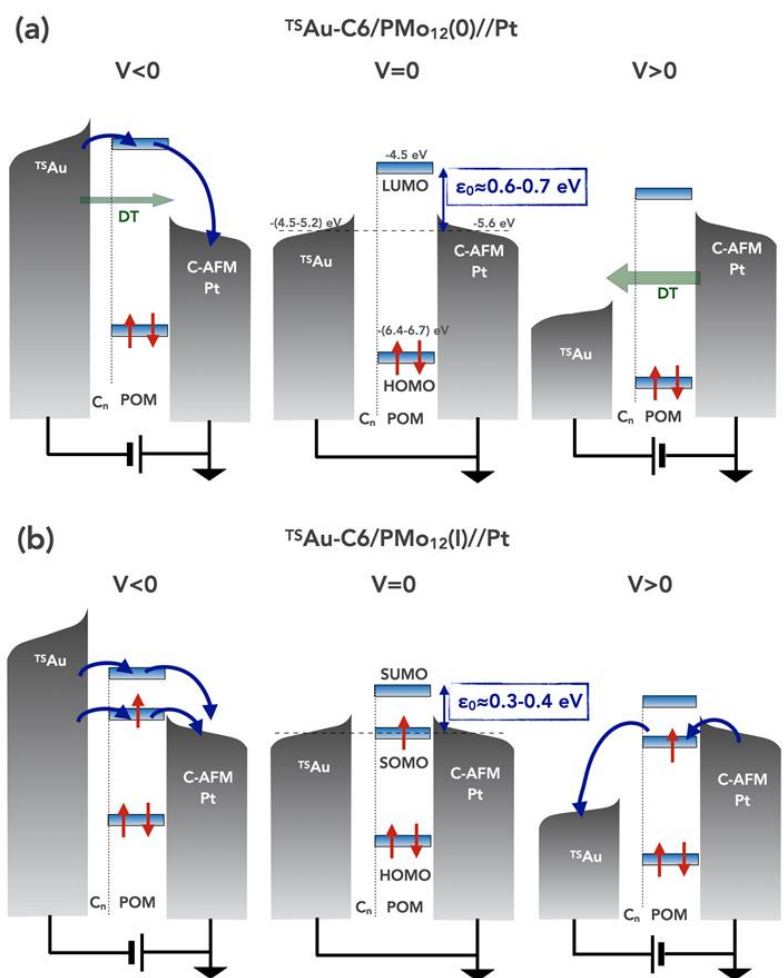 (a)
ᵀˢAu-C6/PMo₁₂(0)//Pt
V<0
V=0
V>0
ᵀˢAu
DT
C-AFM
Pt
Cₙ POM
-4.5 eV
LUMO
ε₀≈0.6-0.7 eV
-(4.5-5.2) eV
-5.6 eV
ᵀˢAu
C-AFM
Pt
-(6.4-6.7) eV
HOMO
Cₙ POM
C-AFM
Pt
DT
ᵀˢAu
Cₙ POM
(b)
ᵀˢAu-C6/PMo₁₂(I)//Pt
V<0
V=0
V>0
ᵀˢAu
C-AFM
Pt
Cₙ POM
SUMO
ε₀≈0.3-0.4 eV
ᵀˢAu
SOMO
C-AFM
Pt
HOMO
Cₙ POM
C-AFM
Pt
ᵀˢAu
Cₙ POM